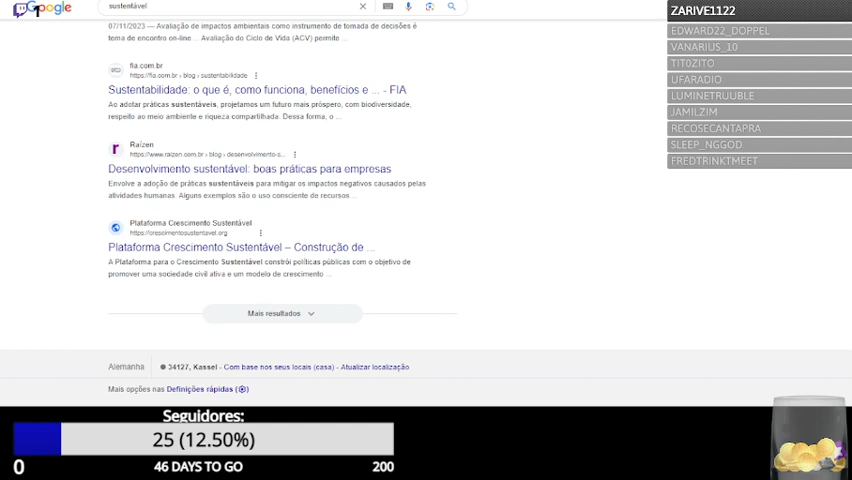 Google
sustentável
07/11/2023 — Avaliação de impactos ambientais como instrumento de tomada de decisões é
tema de encontro on-line ... Avaliação do Ciclo de Vida (ACV) permite ...
fia.com.br
https://fia.com.br › blog › sustentabilidade
Sustentabilidade: o que é, como funciona, benefícios e ... - FIA
Ao adotar práticas sustentáveis, projetamos um futuro mais próspero, com biodiversidade,
respeito ao meio ambiente e riqueza compartilhada. Dessa forma, o ...
r
Raízen
https://www.raizen.com.br › blog › desenvolvimento-s...
Desenvolvimento sustentável: boas práticas para empresas
Envolve a adoção de práticas sustentáveis para mitigar os impactos negativos causados pelas
atividades humanas. Alguns exemplos são o uso consciente de recursos...
Plataforma Crescimento Sustentável
https://crescimentosustentavel.org
Plataforma Crescimento Sustentável – Construção de ...
A Plataforma para o Crescimento Sustentável constrói políticas públicas com o objetivo de
promover uma sociedade civil ativa e um modelo de crescimento ...
Mais resultados
Alemanha
34127, Kassel - Com base nos seus locais (casa) - Atualizar localização
Mais opções nas Definições rápidas
ZARIVE1122
EDWARD22_DOPPEL
VANARIUS_10
TIT0ZITO
UFARADIO
LUMINETRUUBLE
JAMILZIM
RECOSECANTAPRA
SLEEP_NGGOD
FREDTRINKTMEET
Seguidores:
25 (12.50%)
0
46 DAYS TO GO
200